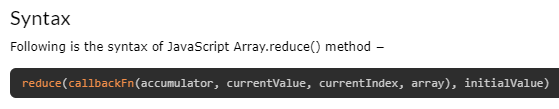 Syntax
Following is the syntax of JavaScript Array.reduce() method −
reduce(callbackFn(accumulator, currentValue, currentIndex, array), initialValue)